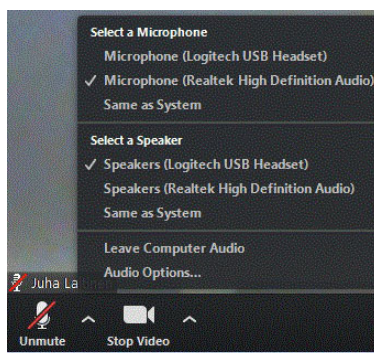 Select a Microphone
Microphone (Logitech USB Headset)
Microphone (Realtek High Definition Audio)
Same as System
Select a Speaker
Speakers (Logitech USB Headset)
Speakers (Realtek High Definition Audio)
Same as System
Leave Computer Audio
Audio Options...
Juha
Unmute
Stop Video